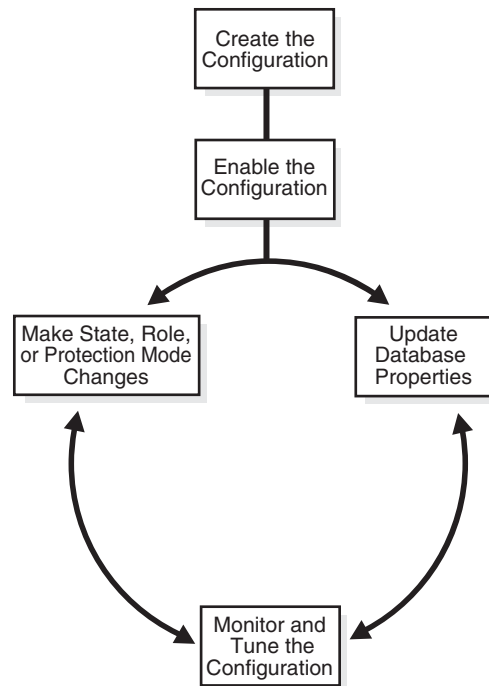 Create the
Configuration
Enable the
Configuration
Make State, Role,
or Protection Mode
Changes
Update
Database
Properties
Monitor and
Tune the
Configuration